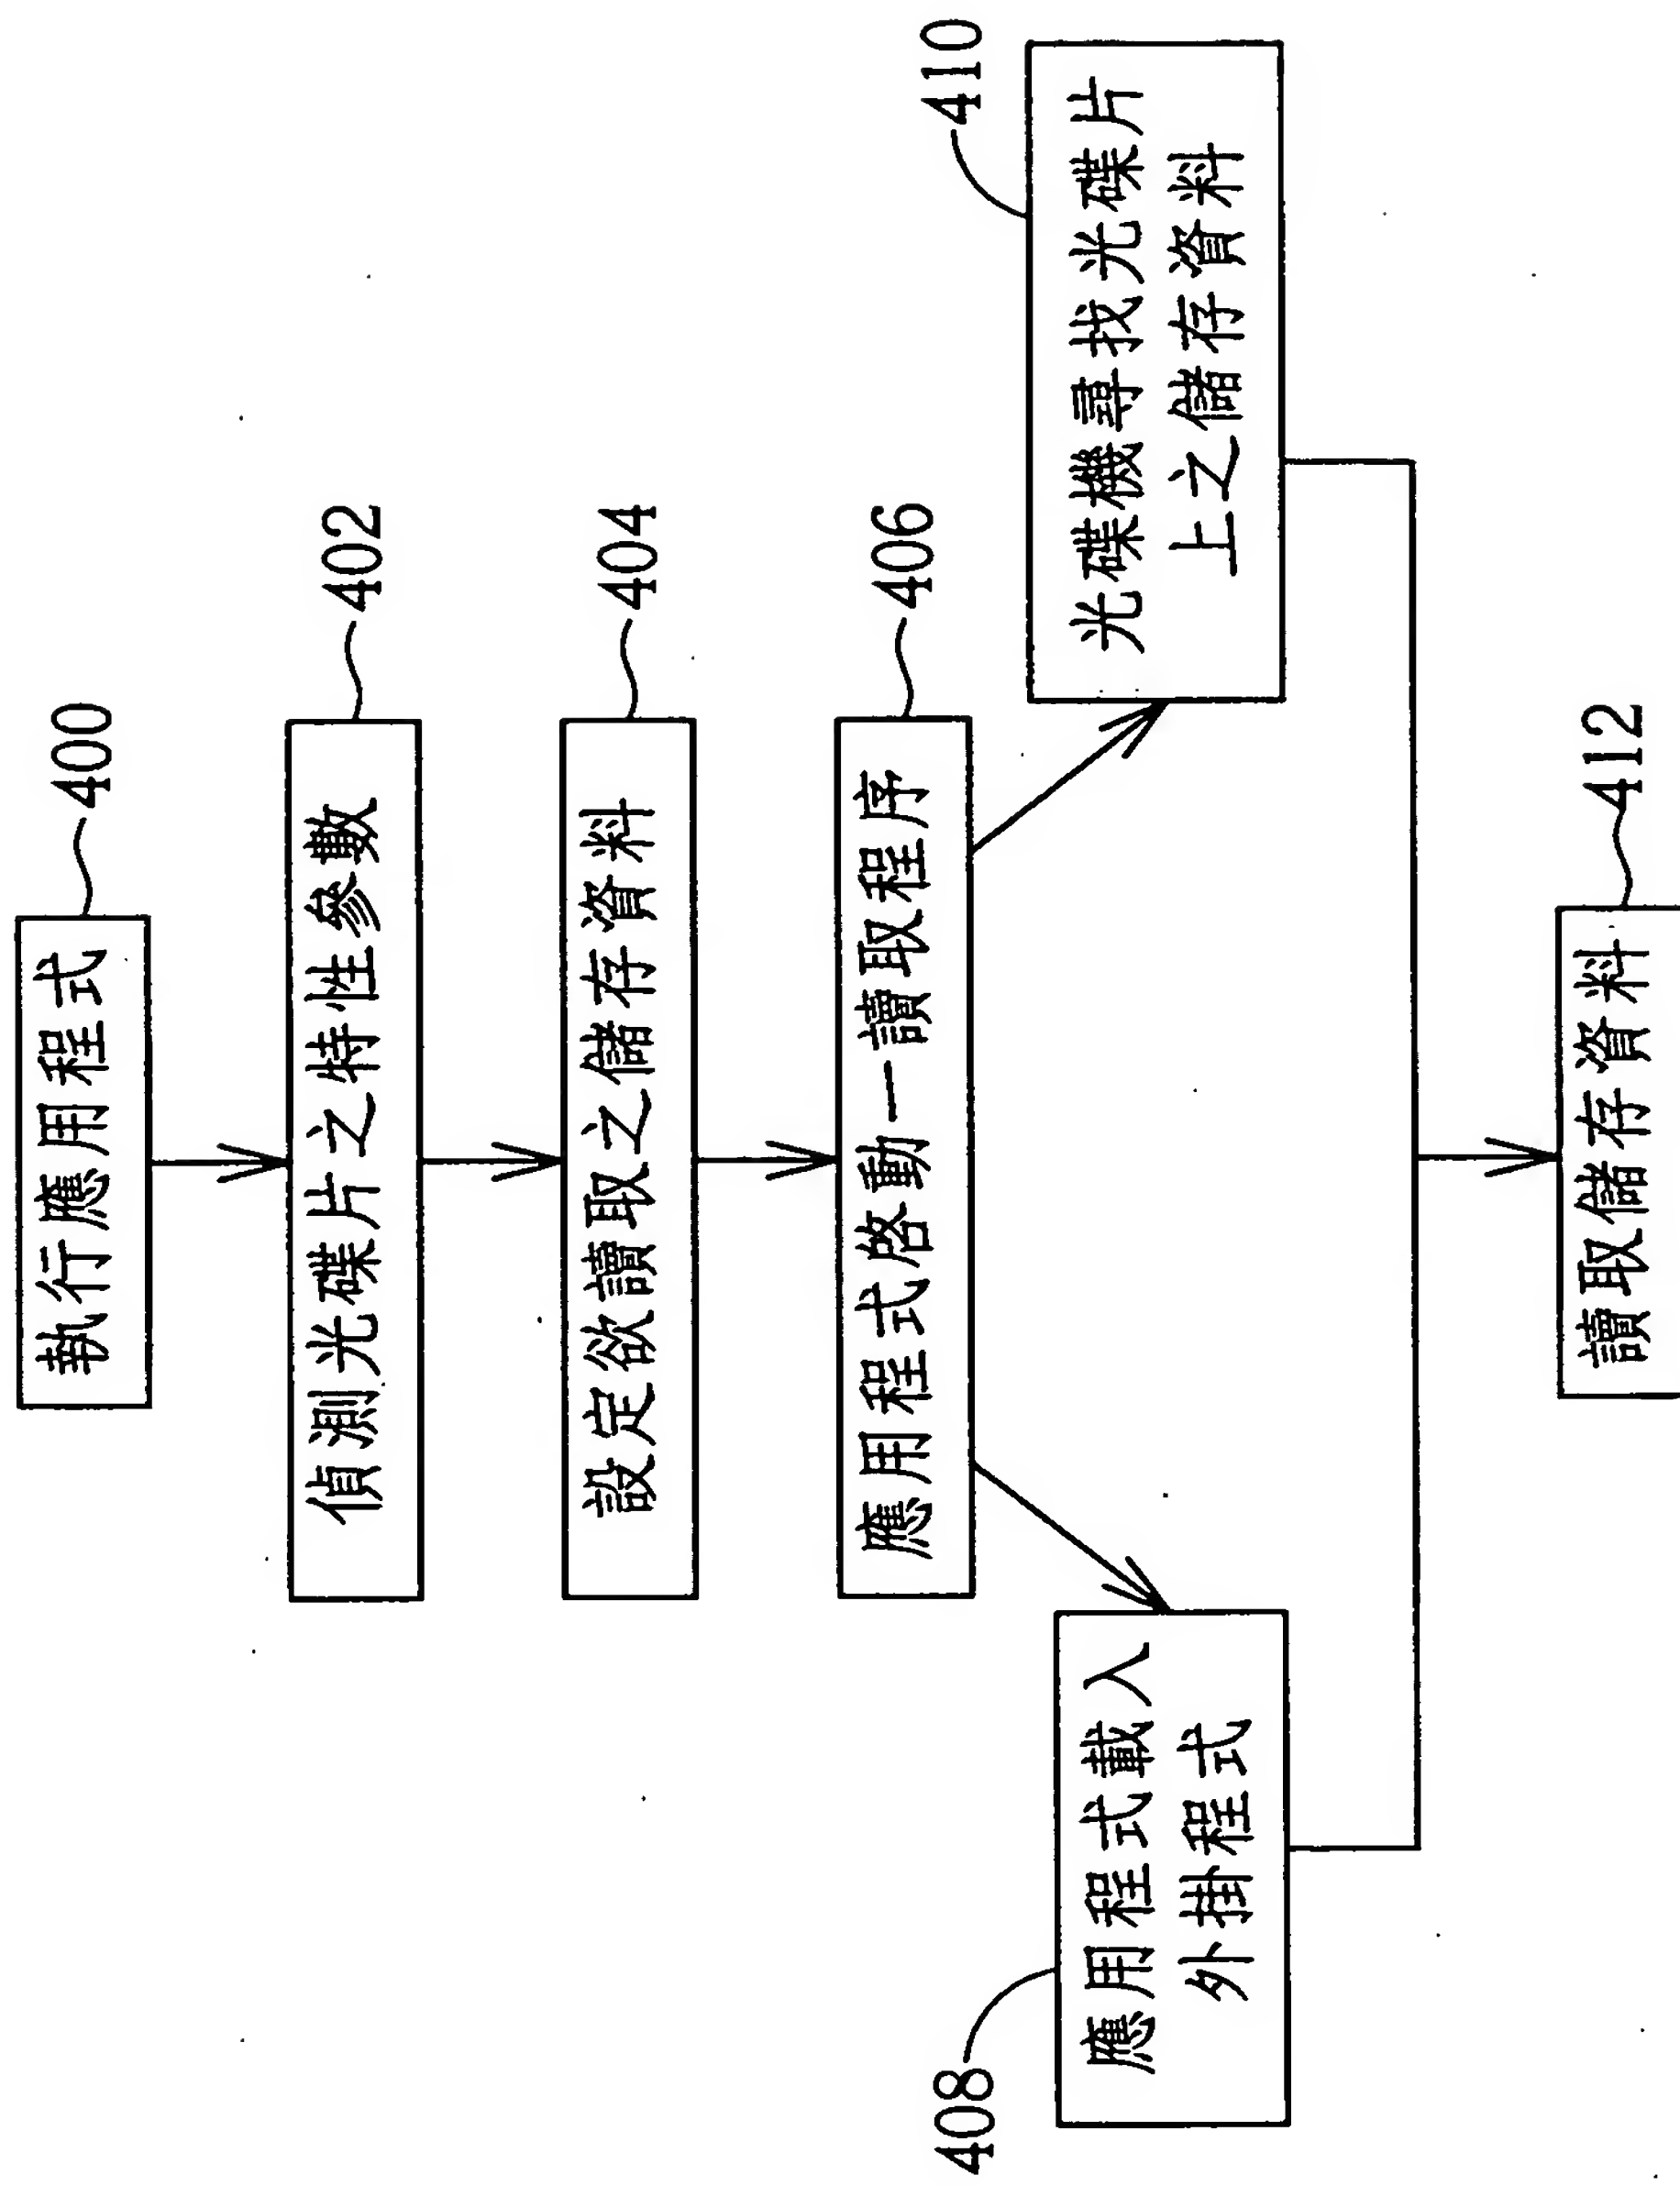 執行應用程式
400
偵測光碟片之特性參數
402
設定欲讀取之儲存資料
404
應用程式啓動一讀取程序
406
應用程式載入
外掛程式
408
光碟機尋找光碟片
上之儲存資料
410
讀取儲存資料
412